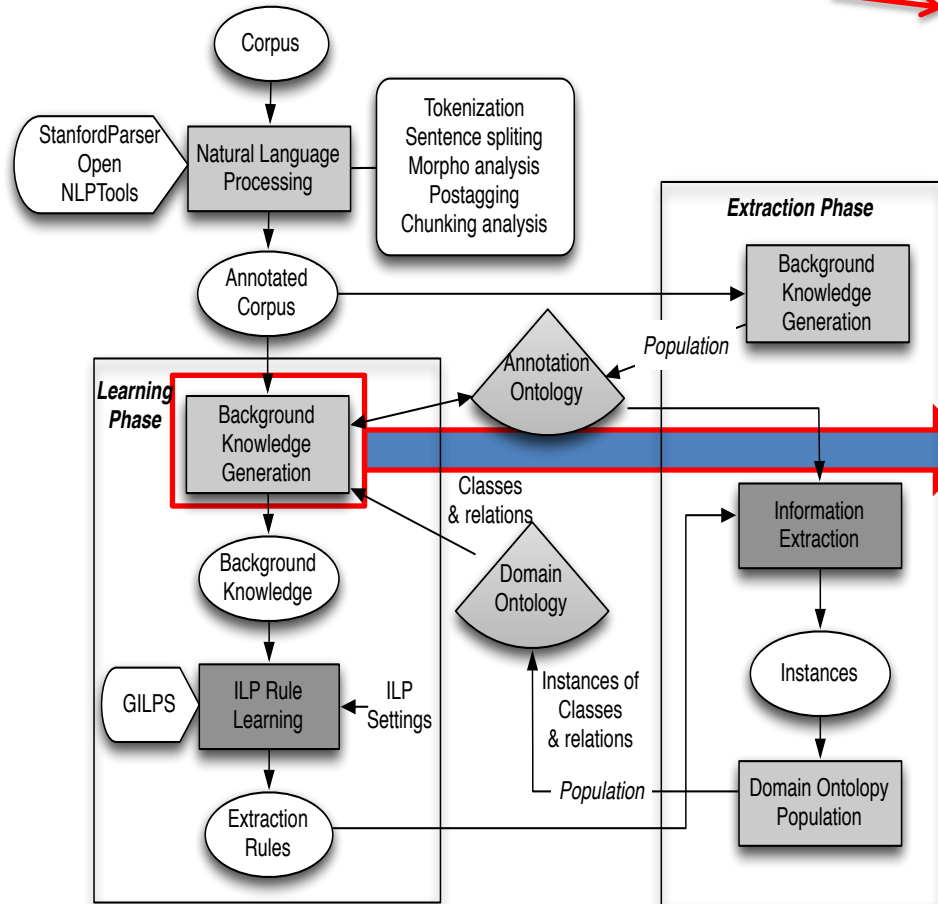 Corpus
StanfordParser
Open
NLPTools
Natural Language
Processing
Tokenization
Sentence spliting
Morpho analysis
Postagging
Chunking analysis
Annotated
Corpus
Extraction Phase
Background
Knowledge
Generation
Population
Annotation
Ontology
Learning
Phase
Background
Knowledge
Generation
Classes
& relations
Information
Extraction
Background
Knowledge
Domain
Ontology
GILPS
ILP Rule
Learning
ILP
Settings
Instances of
Classes
& relations
Instances
Population
Domain Ontolopy
Population
Extraction
Rules